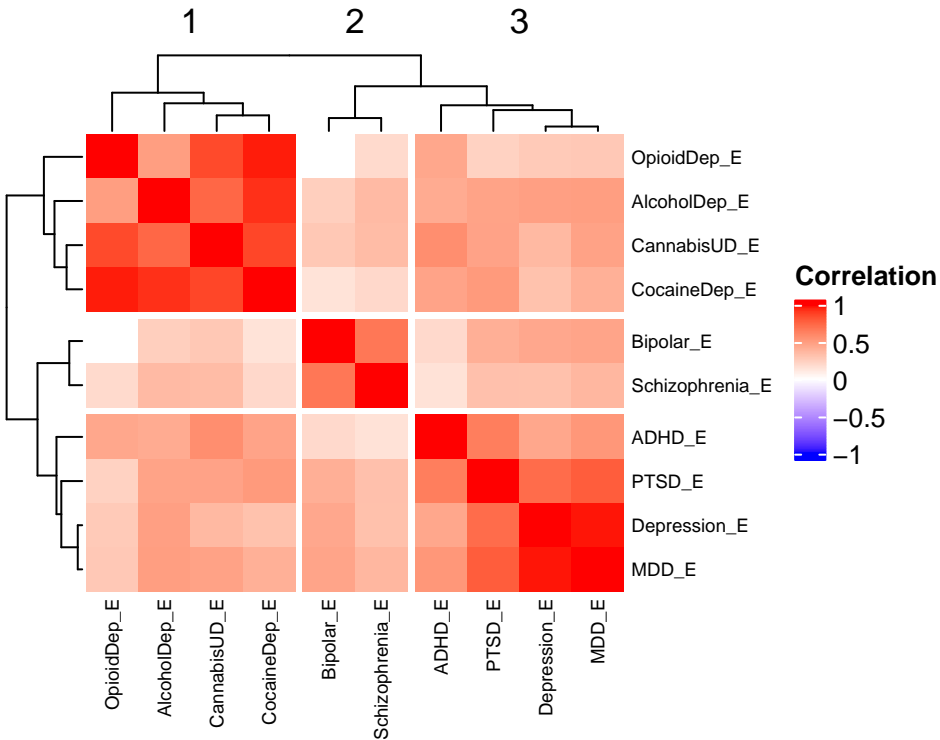 1 2 3
OpioidDep_E
AlcoholDep_E
CannabisUD_E
CocaineDep_E
Bipolar_E
Schizophrenia_E
ADHD_E
PTSD_E
Depression_E
MDD_E
Correlation
1
0.5
0
−0.5
−1
OpioidDep_E
AlcoholDep_E
CannabisUD_E
CocaineDep_E
Bipolar_E
Schizophrenia_E
ADHD_E
PTSD_E
Depression_E
MDD_E